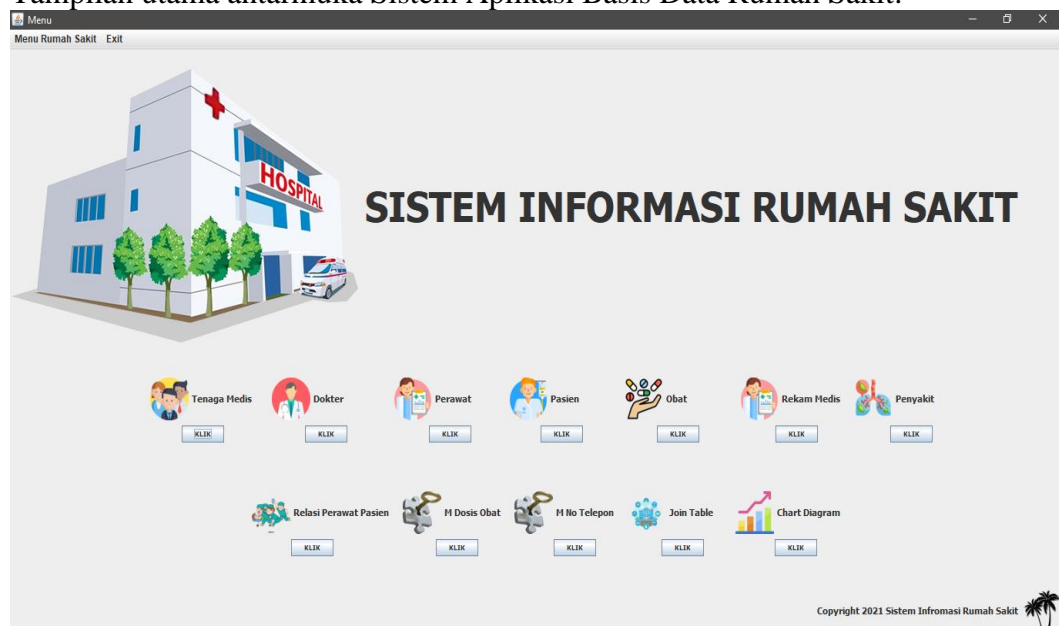 Tampilan utama antarmuka Sistem Aplikasi Basis Data Rumah Sakit.
Menu
Menu Rumah Sakit Exit
HOSPITAL
SISTEM INFORMASI RUMAH SAKIT
Tenaga Medis Dokter Perawat Pasien Obat Rekam Medis Penyakit
KLIK KLIK KLIK KLIK KLIK KLIK KLIK
Relasi Perawat Pasien M Dosis Obat M No Telepon Join Table Chart Diagram
KLIK KLIK KLIK KLIK KLIK
Copyright 2021 Sistem Infromasi Rumah Sakit